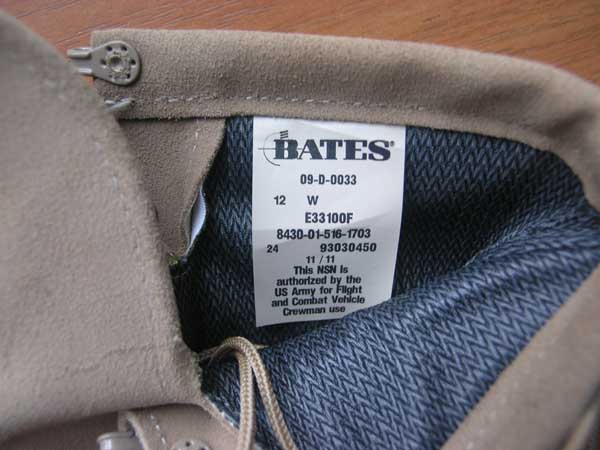 BATES®
09-D-0033
12 W
E33100F
8430-01-516-1703
24 93030450
11 / 11
This NSN Is
authorized by the
US Army for Flight
and Combat Vehicle
Crewman use